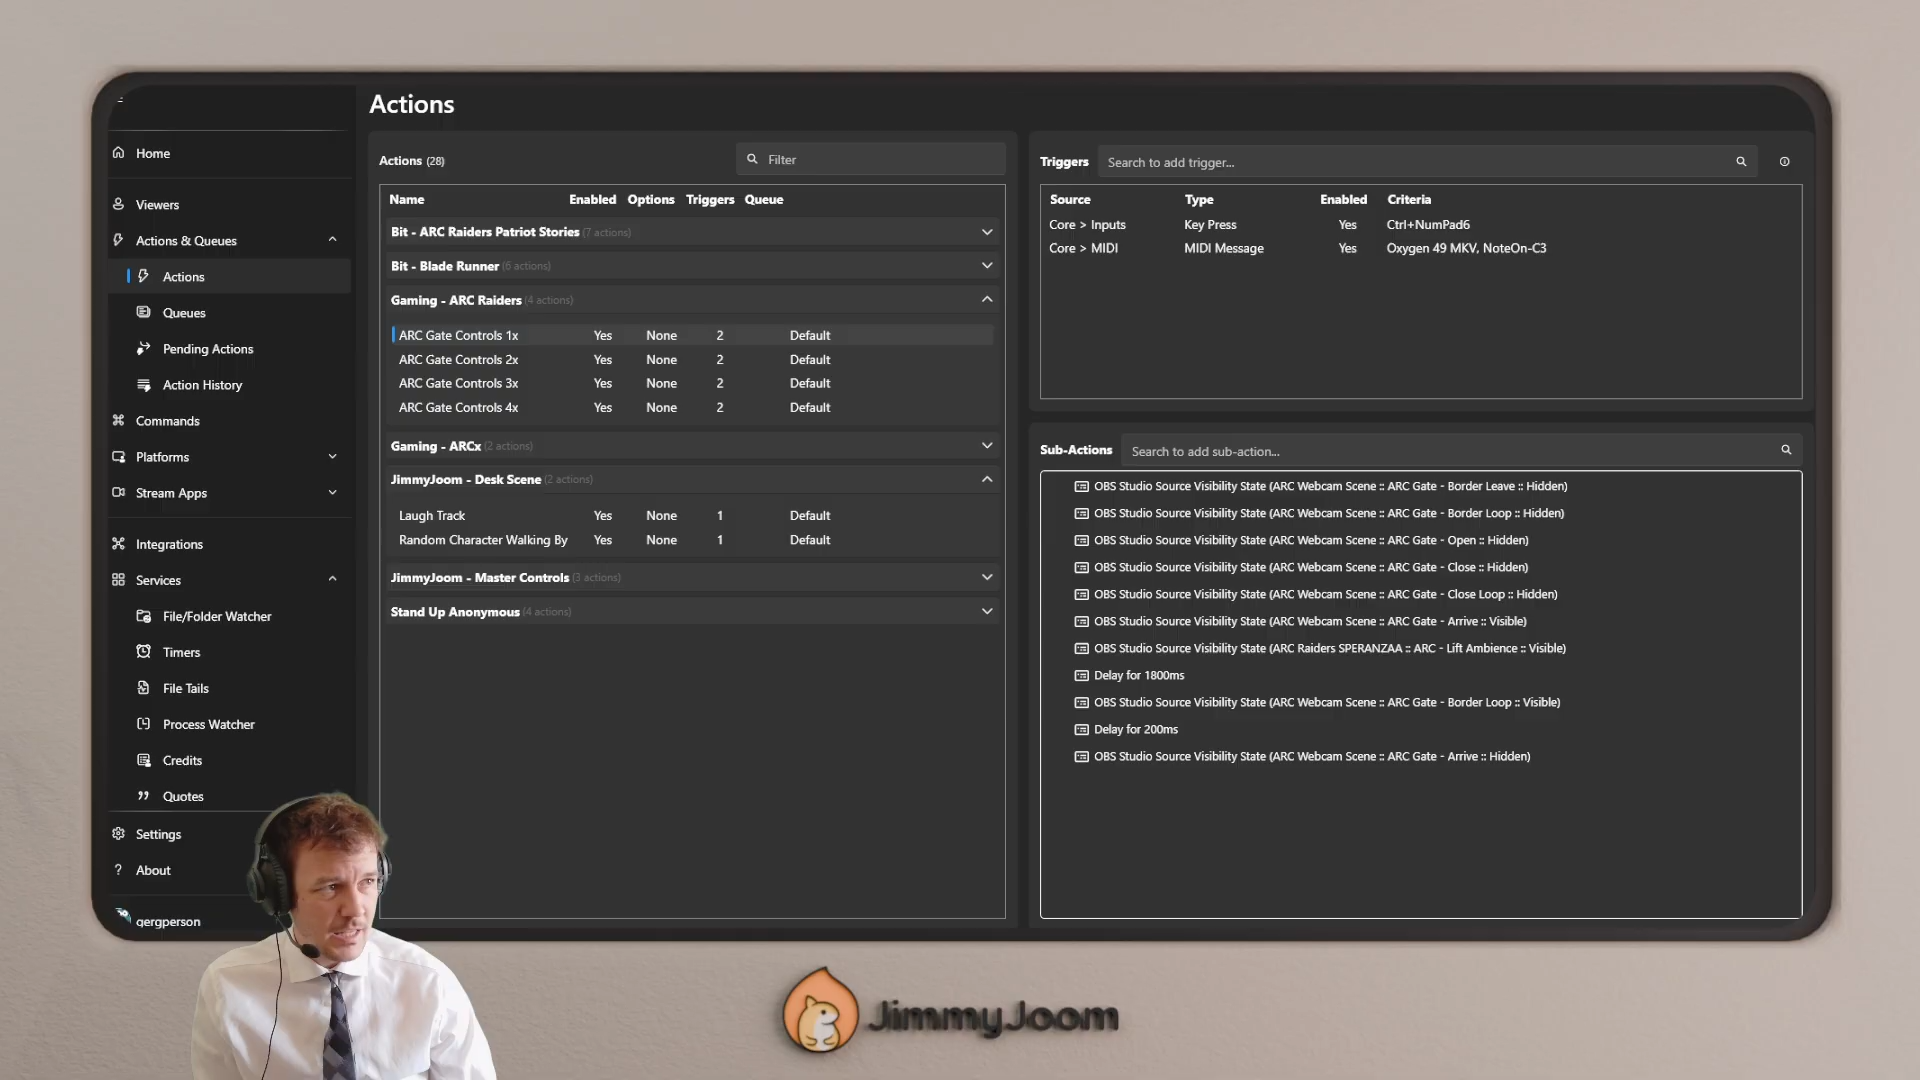 Actions
Home
Viewers
Actions & Queues
Actions
Queues
Pending Actions
Action History
Commands
Platforms
Stream Apps
Integrations
Services
File/Folder Watcher
Timers
File Tails
Process Watcher
Credits
Quotes
Settings
About
gergperson
Actions (28)
Filter
Name Enabled Options Triggers Queue
Bit - ARC Raiders Patriot Stories (7 actions)
Bit - Blade Runner (6 actions)
Gaming - ARC Raiders (4 actions)
ARC Gate Controls 1x Yes None 2 Default
ARC Gate Controls 2x Yes None 2 Default
ARC Gate Controls 3x Yes None 2 Default
ARC Gate Controls 4x Yes None 2 Default
Gaming - ARCx (2 actions)
JimmyJoom - Desk Scene (2 actions)
Laugh Track Yes None 1 Default
Random Character Walking By Yes None 1 Default
JimmyJoom - Master Controls (3 actions)
Stand Up Anonymous (4 actions)
Triggers Search to add trigger...
Source Type Enabled Criteria
Core > Inputs Key Press Yes Ctrl+NumPad6
Core > MIDI MIDI Message Yes Oxygen 49 MKV, NoteOn-C3
Sub-Actions Search to add sub-action...
OBS Studio Source Visibility State (ARC Webcam Scene :: ARC Gate - Border Leave :: Hidden)
OBS Studio Source Visibility State (ARC Webcam Scene :: ARC Gate - Border Loop :: Hidden)
OBS Studio Source Visibility State (ARC Webcam Scene :: ARC Gate - Open :: Hidden)
OBS Studio Source Visibility State (ARC Webcam Scene :: ARC Gate - Close :: Hidden)
OBS Studio Source Visibility State (ARC Webcam Scene :: ARC Gate - Close Loop :: Hidden)
OBS Studio Source Visibility State (ARC Webcam Scene :: ARC Gate - Arrive :: Visible)
OBS Studio Source Visibility State (ARC Raiders SPERANZAA :: ARC - Lift Ambience :: Visible)
Delay for 1800ms
OBS Studio Source Visibility State (ARC Webcam Scene :: ARC Gate - Border Loop :: Visible)
Delay for 200ms
OBS Studio Source Visibility State (ARC Webcam Scene :: ARC Gate - Arrive :: Hidden)
JimmyJoom